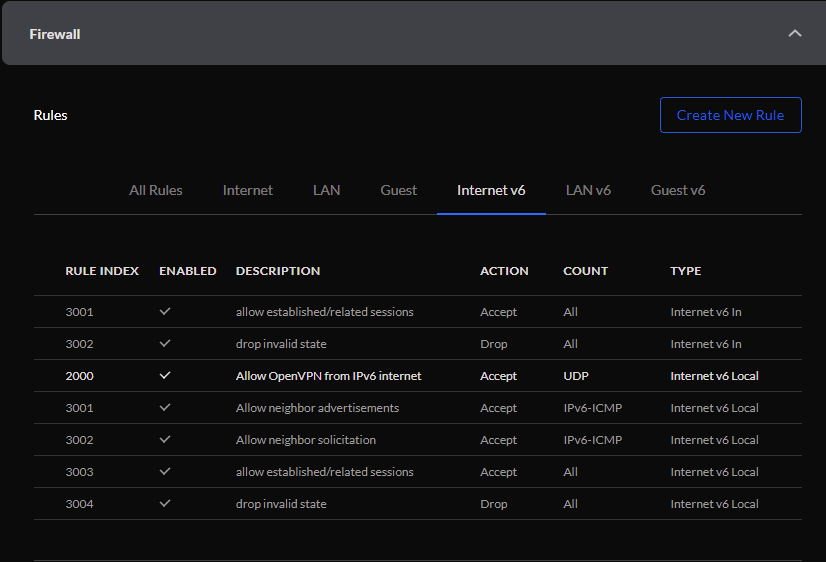 Firewall
Rules
Create New Rule
All Rules Internet LAN Guest Internet v6 LAN v6 Guest v6
RULE INDEX ENABLED DESCRIPTION ACTION COUNT TYPE
3001 allow established/related sessions Accept All Internet v6 In
3002 drop invalid state Drop All Internet v6 In
2000 Allow OpenVPN from IPv6 internet Accept UDP Internet v6 Local
3001 Allow neighbor advertisements Accept IPv6-ICMP Internet v6 Local
3002 Allow neighbor solicitation Accept IPv6-ICMP Internet v6 Local
3003 allow established/related sessions Accept All Internet v6 Local
3004 drop invalid state Drop All Internet v6 Local